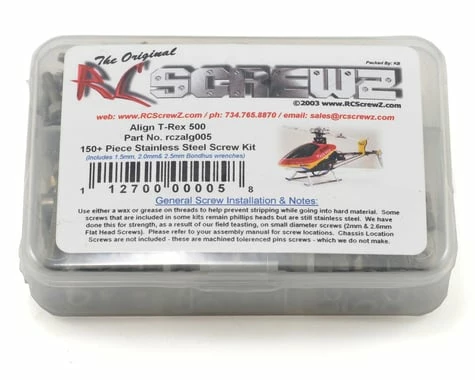 The Original
Packed By: KB
RC SCREWZ
©2003 www.RCScrewZ.com
web: www.RCScrewZ.com / ph: 734.765.8870 / email: sales@rcscrewz.com
Align T-Rex 500
Part No. rczalg005
150+ Piece Stainless Steel Screw Kit
(Includes 1.5mm, 2.0mm& 2.5mm Bondhus wrenches)
1 12700 00005 8
General Screw Installation & Notes:
Use either a wax or grease on threads to help prevent stripping while going into hard material. Some
screws that are included in some kits remain phillips heads but are still stainless steel. We have
done this for strength, as a result of our field teasting, on small diameter screws (2mm & 2.6mm
Flat Head Screws). Please refer to our assembly manual for screw locations. Chassis Location
Screws are not included - these are machined tolerenced pins screws - which we do not make.